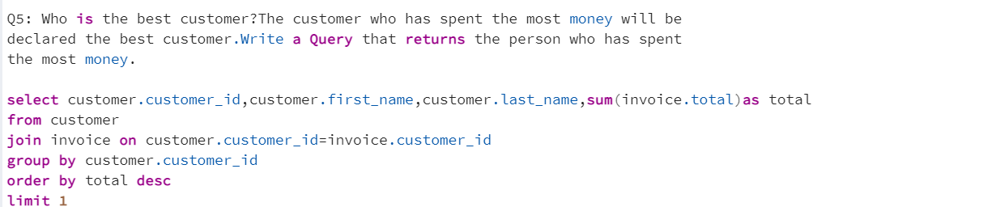 Q5: Who is the best customer?The customer who has spent the most money will be
declared the best customer.Write a Query that returns the person who has spent
the most money.
select customer.customer_id,customer.first_name,customer.last_name,sum(invoice.total)as total
from customer
join invoice on customer.customer_id=invoice.customer_id
group by customer.customer_id
order by total desc
limit 1